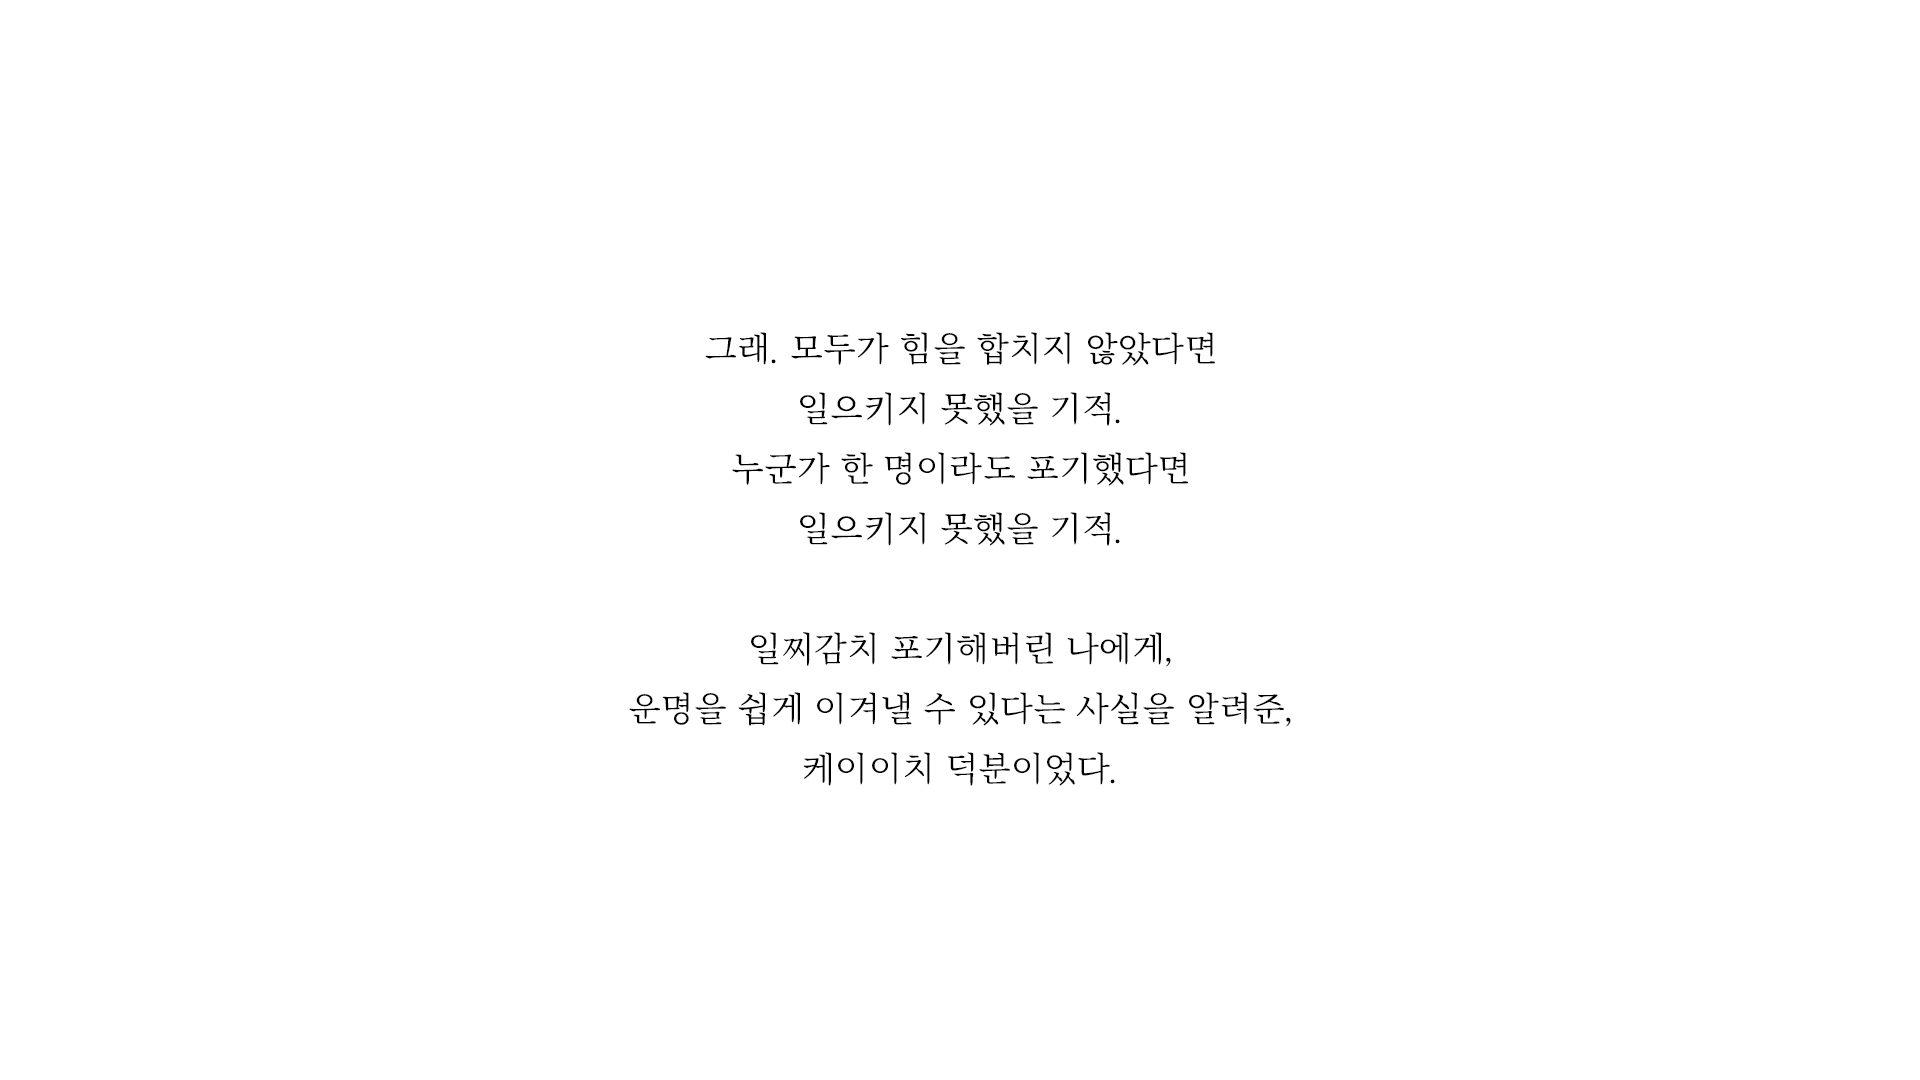 그래. 모두가 힘을 합치지 않았다면
일으키지 못했을 기적.
누군가 한 명이라도 포기했다면
일으키지 못했을 기적.
일찌감치 포기해버린 나에게,
운명을 쉽게 이겨낼 수 있다는 사실을 알려준,
케이이치 덕분이었다.